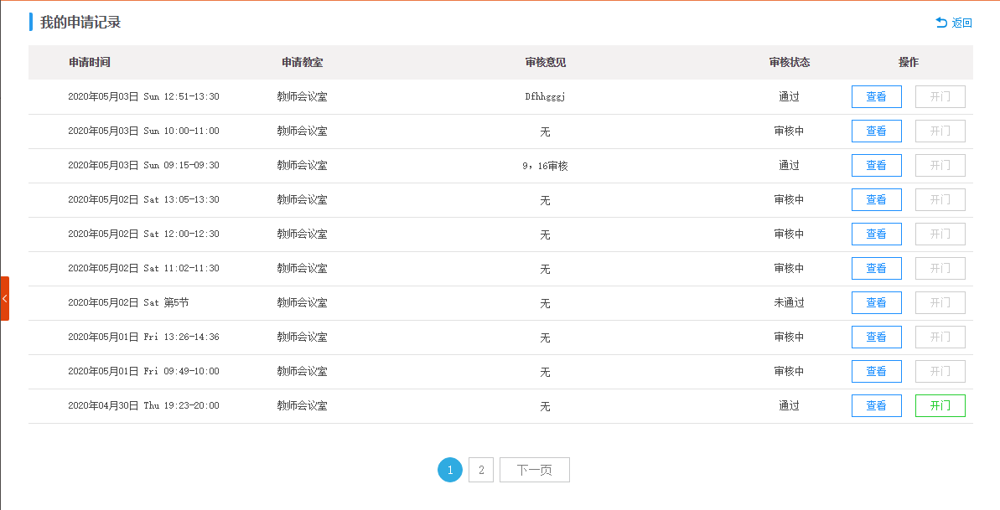 我的申请记录 返回
申请时间 申请教室 审核意见 审核状态 操作
2020年05月03日 Sun 12:51-13:30 教师会议室 Dfhhgggj 通过 查看 开门
2020年05月03日 Sun 10:00-11:00 教师会议室 无 审核中 查看 开门
2020年05月03日 Sun 09:15-09:30 教师会议室 9，16审核 通过 查看 开门
2020年05月02日 Sat 13:05-13:30 教师会议室 无 审核中 查看 开门
2020年05月02日 Sat 12:00-12:30 教师会议室 无 审核中 查看 开门
2020年05月02日 Sat 11:02-11:30 教师会议室 无 审核中 查看 开门
2020年05月02日 Sat 第5节 教师会议室 无 未通过 查看 开门
2020年05月01日 Fri 13:26-14:36 教师会议室 无 审核中 查看 开门
2020年05月01日 Fri 09:49-10:00 教师会议室 无 审核中 查看 开门
2020年04月30日 Thu 19:23-20:00 教师会议室 无 通过 查看 开门
1 2 下一页